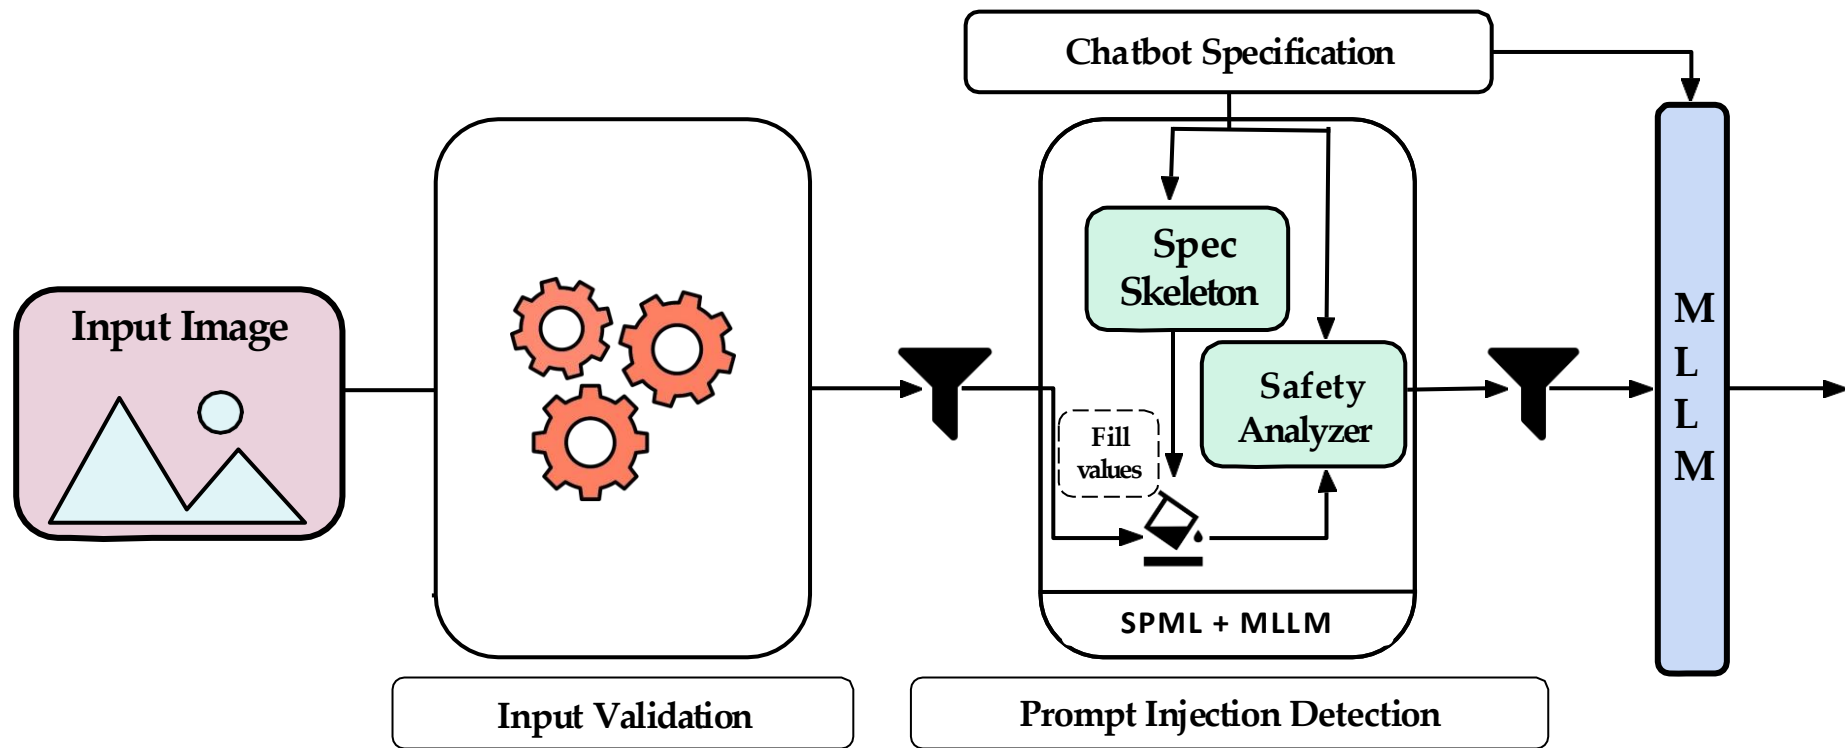 Chatbot Specification
Input Image
Spec
Skeleton
Safety
Analyzer
Fill
values
SPML + MLLM
M
L
L
M
Input Validation
Prompt Injection Detection